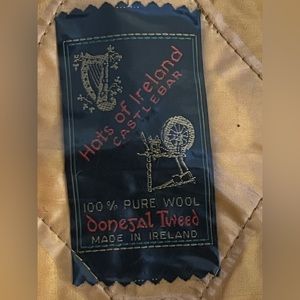 Hats of Ireland
CASTLEBAR
100% PURE WOOL
donegal Tweed
MADE IN IRELAND